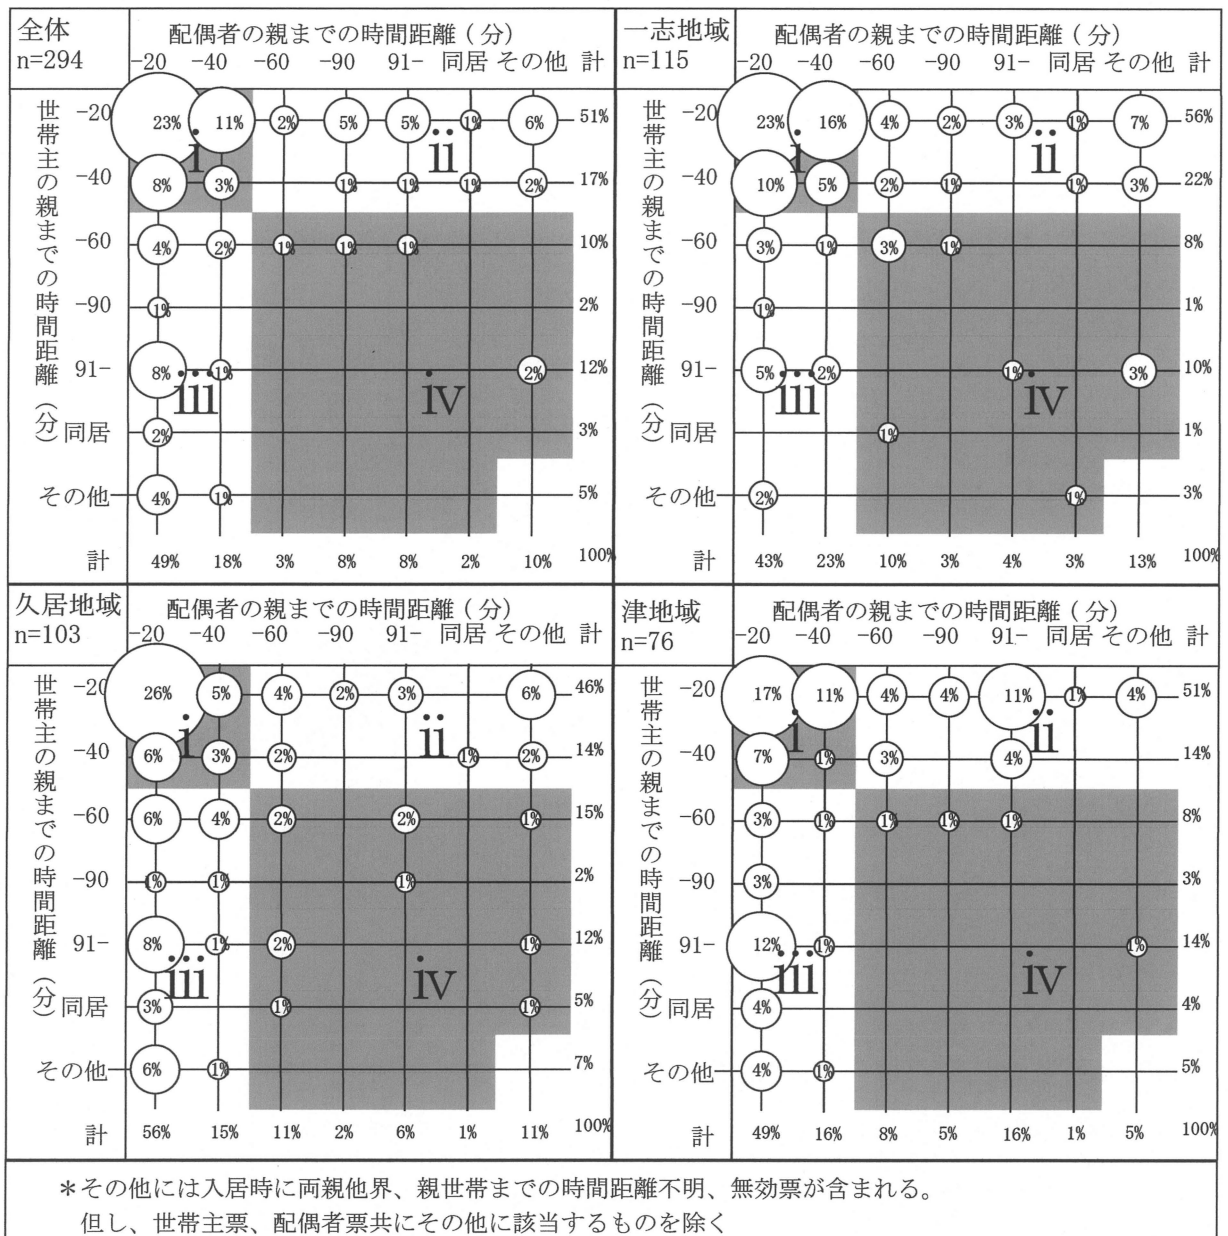 全体
n=294
配偶者の親までの時間距離（分）
-20 -40 -60 -90 91- 同居 その他 計
世帯主の親までの時間距離（分）
-20 23% 11% 2% 5% 5% 1% 6% 51%
i ii
-40 8% 3% 1% 1% 1% 2% 17%
-60 4% 2% 1% 1% 1% 10%
-90 1% 2%
91- 8% 1% 2% 12%
iii iv
同居 2% 3%
その他 4% 1% 5%
計 49% 18% 3% 8% 8% 2% 10% 100%
一志地域
n=115
配偶者の親までの時間距離（分）
-20 -40 -60 -90 91- 同居 その他 計
世帯主の親までの時間距離（分）
-20 23% 16% 4% 2% 3% 1% 7% 56%
i ii
-40 10% 5% 2% 1% 1% 3% 22%
-60 3% 1% 3% 1% 8%
-90 1% 1%
91- 5% 2% 1% 3% 10%
iii iv
同居 1% 1%
その他 2% 1% 3%
計 43% 23% 10% 3% 4% 3% 13% 100%
久居地域
n=103
配偶者の親までの時間距離（分）
-20 -40 -60 -90 91- 同居 その他 計
世帯主の親までの時間距離（分）
-20 26% 5% 4% 2% 3% 6% 46%
i ii
-40 6% 3% 2% 1% 2% 14%
-60 6% 4% 2% 2% 1% 15%
-90 1% 1% 1% 2%
91- 8% 1% 2% 1% 12%
iii iv
同居 3% 1% 1% 5%
その他 6% 1% 7%
計 56% 15% 11% 2% 6% 1% 11% 100%
津地域
n=76
配偶者の親までの時間距離（分）
-20 -40 -60 -90 91- 同居 その他 計
世帯主の親までの時間距離（分）
-20 17% 11% 4% 4% 11% 1% 4% 51%
i ii
-40 7% 1% 3% 4% 14%
-60 3% 1% 1% 1% 1% 8%
-90 3% 3%
91- 12% 1% 1% 14%
iii iv
同居 4% 4%
その他 4% 1% 5%
計 49% 16% 8% 5% 16% 1% 5% 100%
＊その他には入居時に両親他界、親世帯までの時間距離不明、無効票が含まれる。
但し、世帯主票、配偶者票共にその他に該当するものを除く